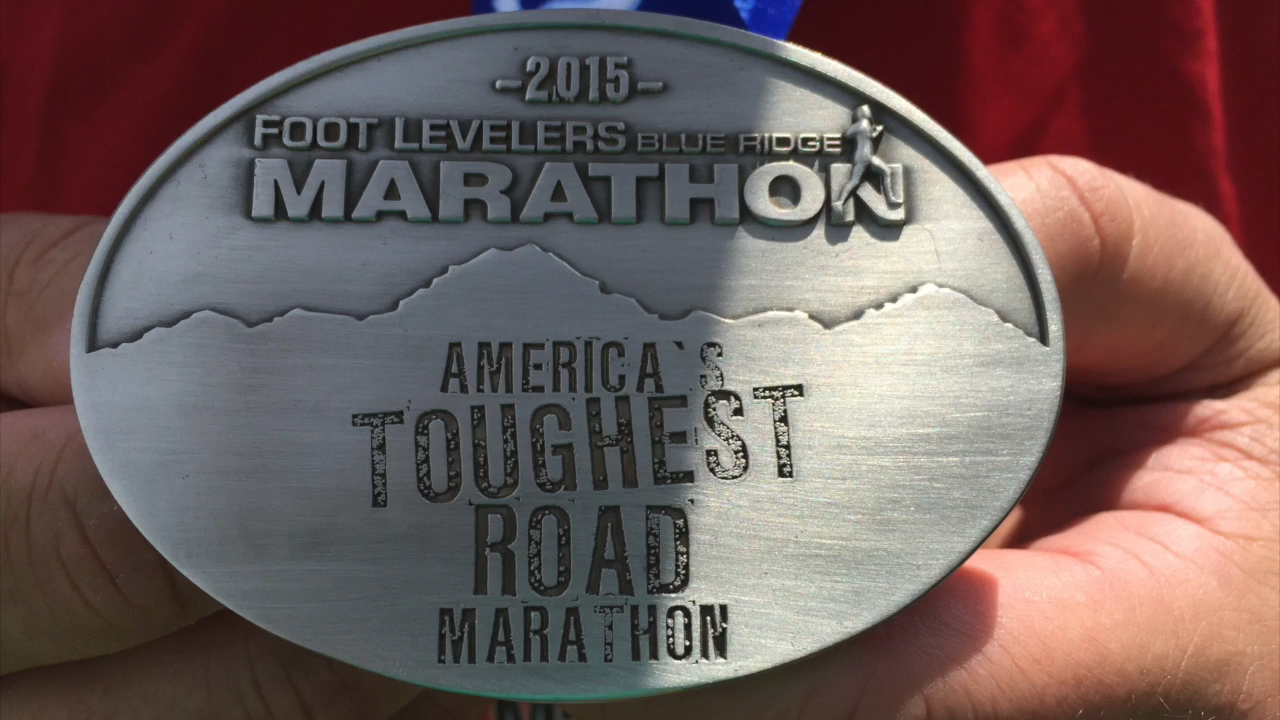 -2015-
FOOT LEVELERS BLUE RIDGE
MARATHON
AMERICA`S
TOUGHEST
ROAD
MARATHON